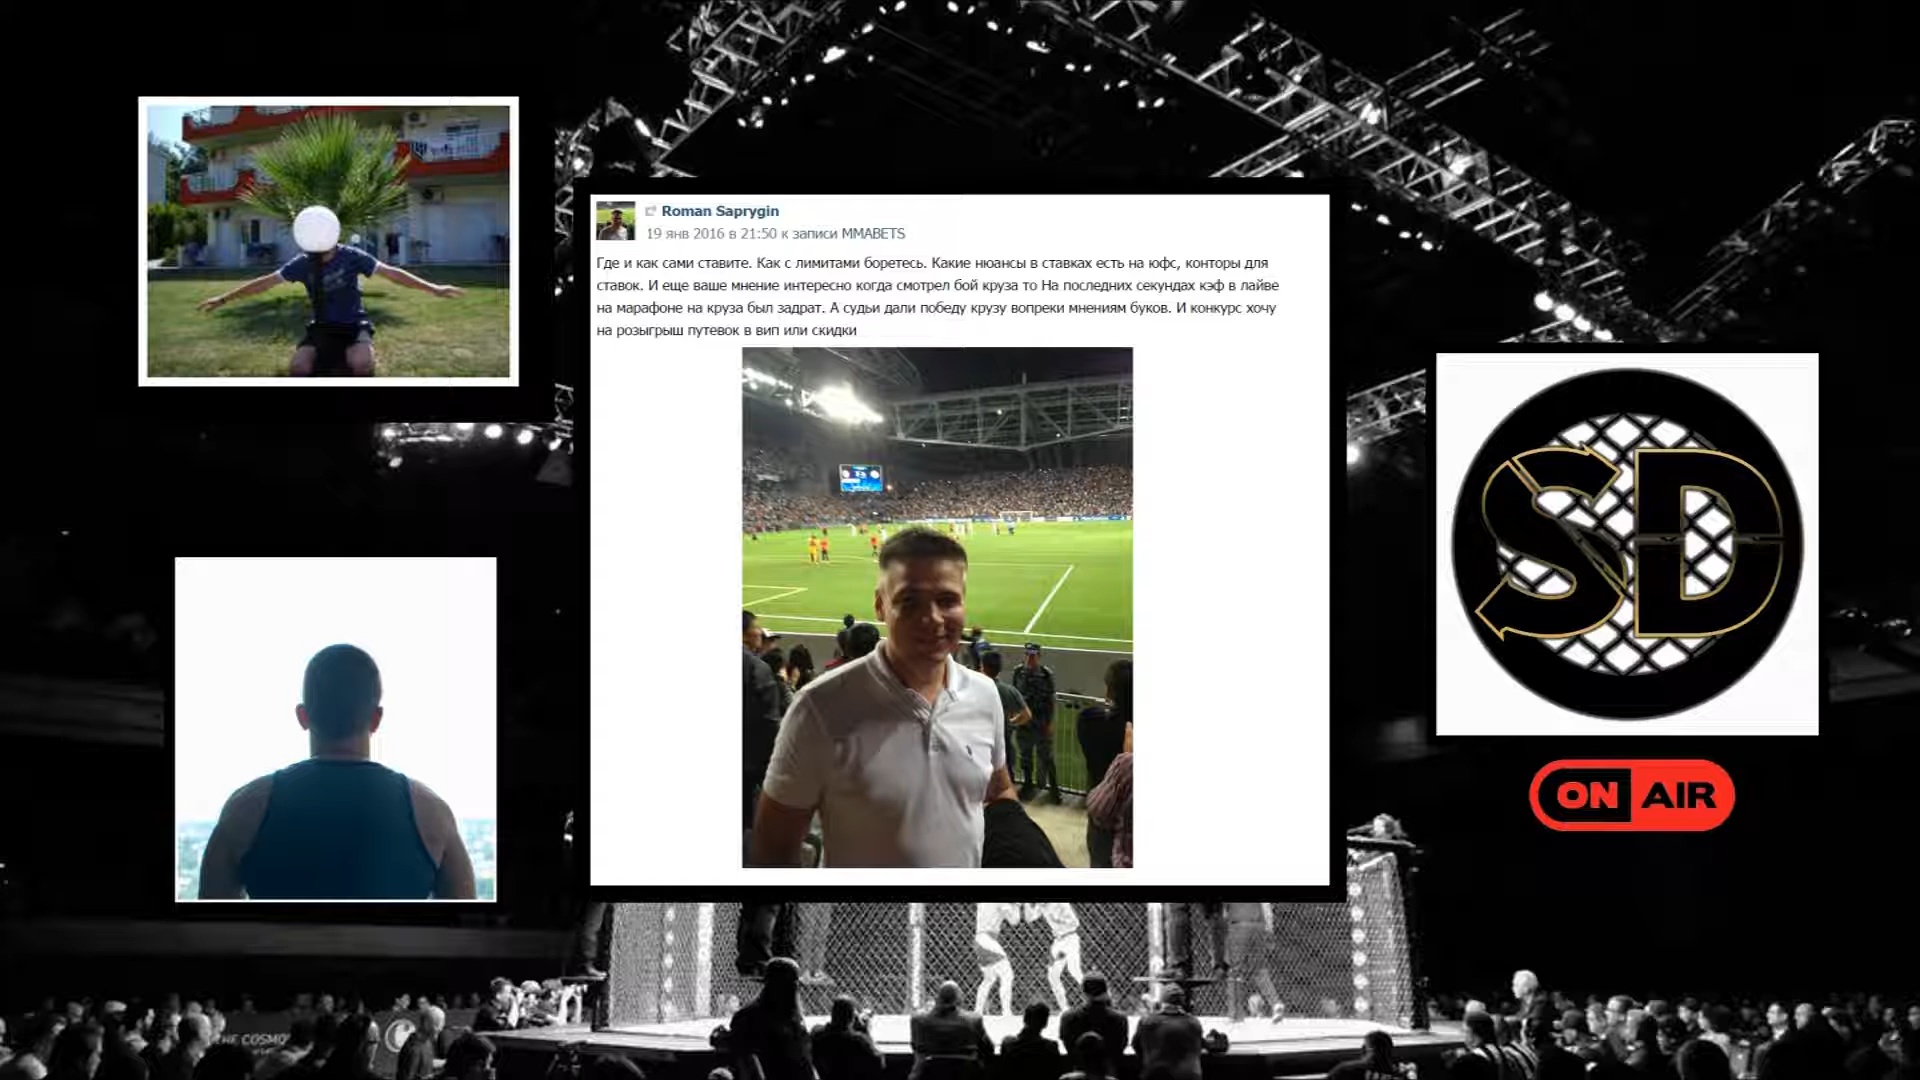 Roman Saprygin
19 янв 2016 в 21:50 к записи MMABETS
Где и как сами ставите. Как с лимитами боретесь. Какие нюансы в ставках есть на юфс, конторы для
ставок. И еще ваше мнение интересно когда смотрел бой круза то На последних секундах кэф в лайве
на марафоне на круза был задрат. А судьи дали победу крузу вопреки мнениям буков. И конкурс хочу
на розыгрыш путевок в вип или скидки
SD
ON AIR
THE COSMO